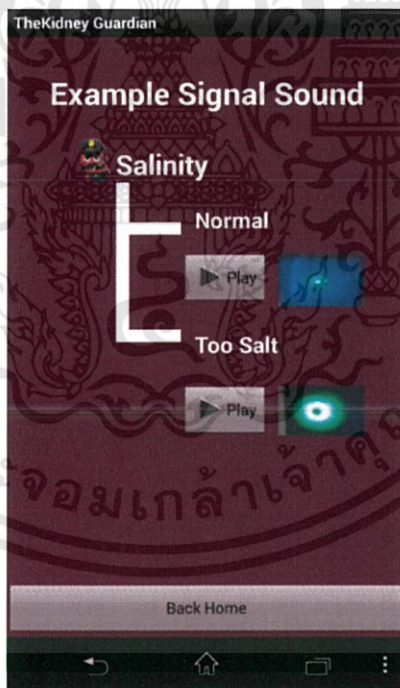 TheKidney Guardian
Example Signal Sound
Salinity
Normal
Play
Too Salt
Play
Back Home